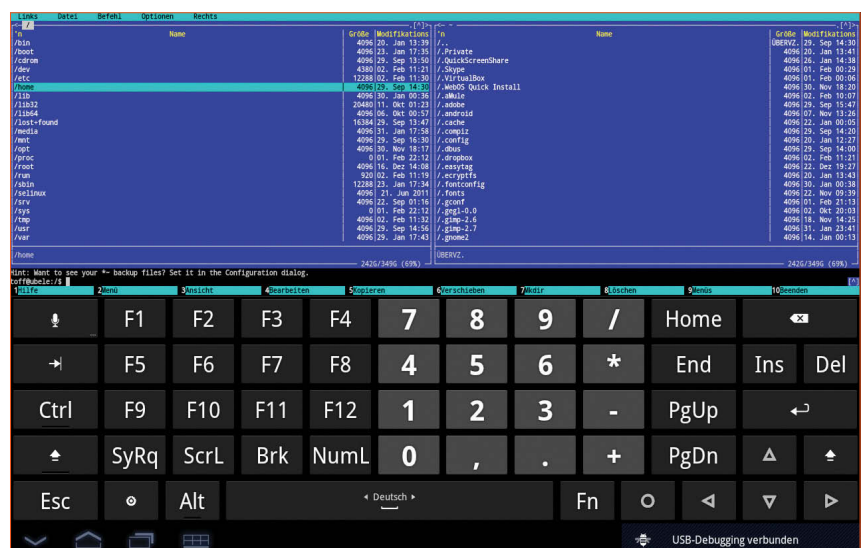 Links Datei Befehl Optionen Rechts
<- / .[^]>
'n Name Größe Modifikations
/bin 4096 20. Jan 13:39
/boot 4096 23. Jan 17:35
/cdrom 4096 29. Sep 13:50
/dev 4380 02. Feb 11:21
/etc 12288 02. Feb 11:30
/home 4096 29. Sep 14:30
/lib 4096 30. Jan 00:36
/lib32 20480 11. Okt 01:23
/lib64 4096 06. Okt 00:57
/lost+found 16384 29. Sep 13:47
/media 4096 31. Jan 17:58
/mnt 4096 29. Sep 16:30
/opt 4096 30. Nov 18:17
/proc 0 01. Feb 22:12
/root 4096 16. Dez 14:08
/run 920 02. Feb 11:19
/sbin 12288 23. Jan 17:34
/selinux 4096 21. Jun 2011
/srv 4096 22. Sep 01:16
/sys 0 01. Feb 22:12
/tmp 4096 02. Feb 11:32
/usr 4096 29. Sep 14:56
/var 4096 29. Jan 17:43
/home
242G/349G (69%)
<- ~ .[^]>
'n Name Größe Modifikations
/.. ÜBERVZ. 29. Sep 14:30
/.Private 4096 20. Jan 13:41
/.QuickScreenShare 4096 26. Jan 14:38
/.Skype 4096 01. Feb 00:29
/.VirtualBox 4096 01. Feb 00:06
/.WebOS Quick Install 4096 30. Nov 18:20
/.aMule 4096 02. Feb 10:07
/.adobe 4096 29. Sep 15:47
/.android 4096 07. Nov 13:26
/.cache 4096 22. Jan 00:05
/.compiz 4096 29. Sep 14:59
/.config 4096 20. Jan 12:27
/.dbus 4096 29. Sep 14:00
/.dropbox 4096 02. Feb 11:21
/.easytag 4096 22. Dez 19:27
/.ecryptfs 4096 20. Jan 13:43
/.fontconfig 4096 30. Jan 00:38
/.fonts 4096 22. Nov 09:39
/.gconf 4096 01. Feb 21:13
/.gegl-0.0 4096 02. Okt 20:03
/.gimp-2.6 4096 18. Nov 14:25
/.gimp-2.7 4096 31. Jan 23:41
/.gnome2 4096 14. Jan 00:13
ÜBERVZ.
242G/349G (69%)
Hint: Want to see your *~ backup files? Set it in the Configuration dialog.
toff@ubele:/$ [^]
1Hilfe 2Menü 3Ansicht 4Bearbeiten 5Kopieren 6Verschieben 7Mkdir 8Löschen 9Menüs 10Beenden
F1 F2 F3 F4 7 8 9 / Home
F5 F6 F7 F8 4 5 6 * End Ins Del
Ctrl F9 F10 F11 F12 1 2 3 - PgUp
SyRq ScrL Brk NumL 0 , . + PgDn
Esc Alt Deutsch Fn
USB-Debugging verbunden